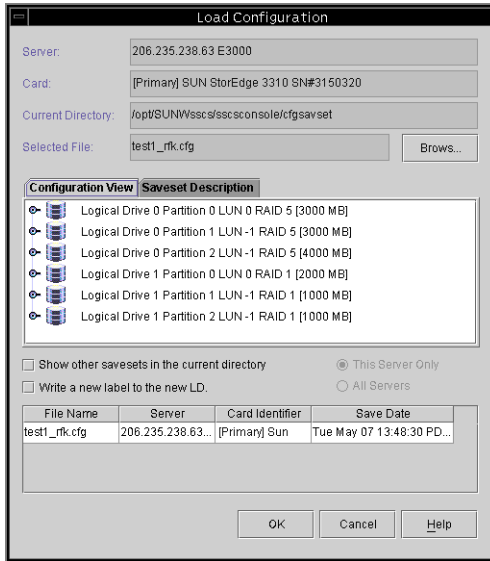 Load Configuration
Server: 206.235.238.63 E3000
Card: [Primary] SUN StorEdge 3310 SN#3150320
Current Directory: /opt/SUNWsscs/sscsconsole/cfgsavset
Selected File: test1_rfk.cfg Brows...
Configuration View Saveset Description
Logical Drive 0 Partition 0 LUN 0 RAID 5 [3000 MB]
Logical Drive 0 Partition 1 LUN -1 RAID 5 [3000 MB]
Logical Drive 0 Partition 2 LUN -1 RAID 5 [4000 MB]
Logical Drive 1 Partition 0 LUN 0 RAID 1 [2000 MB]
Logical Drive 1 Partition 1 LUN -1 RAID 1 [1000 MB]
Logical Drive 1 Partition 2 LUN -1 RAID 1 [1000 MB]
Show other savesets in the current directory This Server Only
Write a new label to the new LD. All Servers
File Name Server Card Identifier Save Date
test1_rfk.cfg 206.235.238.63... [Primary] Sun Tue May 07 13:48:30 PD...
OK Cancel Help